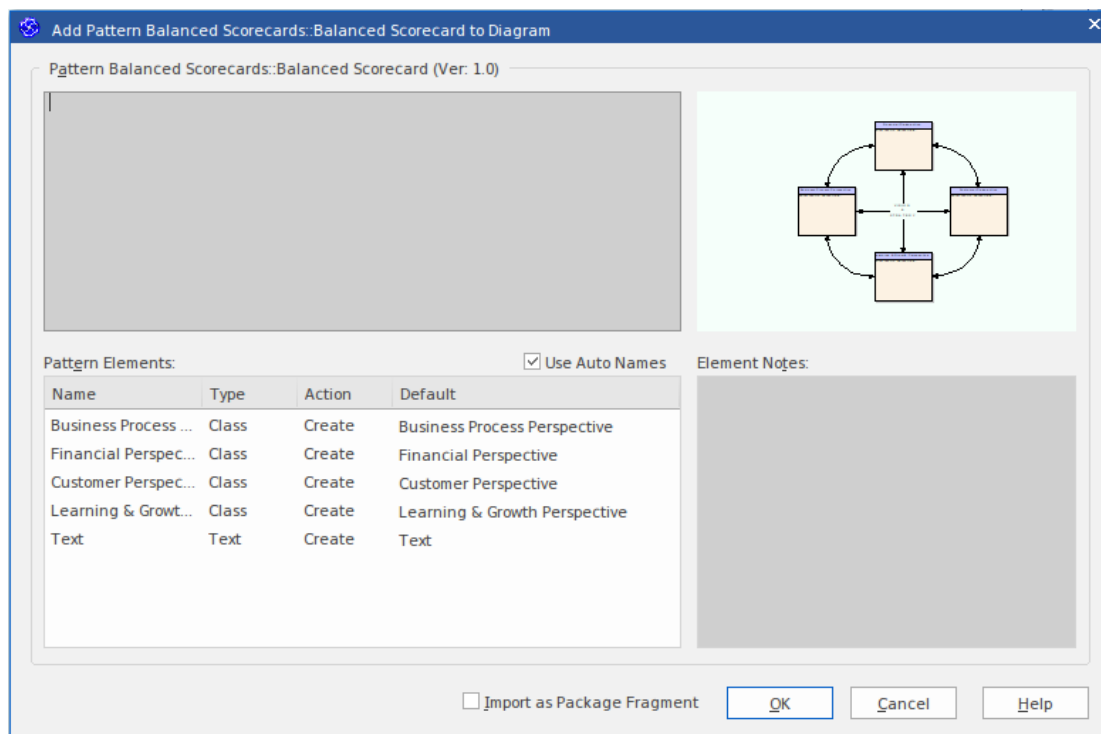 Add Pattern Balanced Scorecards::Balanced Scorecard to Diagram
Pattern Balanced Scorecards::Balanced Scorecard (Ver: 1.0)
Pattern Elements:
Use Auto Names
Element Notes:
Name Type Action Default
Business Process ... Class Create Business Process Perspective
Financial Perspec... Class Create Financial Perspective
Customer Perspec... Class Create Customer Perspective
Learning & Growt... Class Create Learning & Growth Perspective
Text Text Create Text
Import as Package Fragment
OK
Cancel
Help